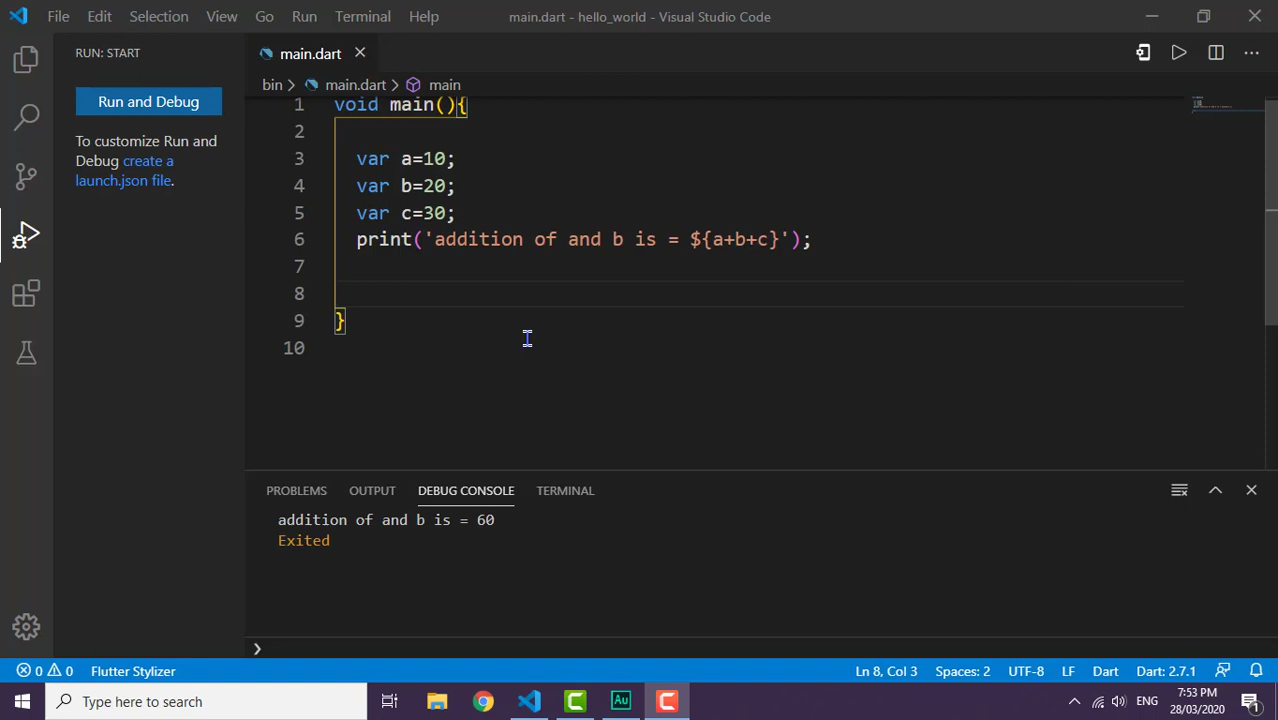 File Edit Selection View Go Run Terminal Help main.dart - hello_world - Visual Studio Code
RUN: START
main.dart
Run and Debug
To customize Run and
Debug create a
launch.json file.
bin > main.dart > main
1 void main(){
2
3 var a=10;
4 var b=20;
5 var c=30;
6 print('addition of and b is = ${a+b+c}');
7
8
9 }
10
PROBLEMS OUTPUT DEBUG CONSOLE TERMINAL
addition of and b is = 60
Exited
0 0 Flutter Stylizer Ln 8, Col 3 Spaces: 2 UTF-8 LF Dart Dart: 2.7.1
Type here to search
Au
ENG
7:53 PM
28/03/2020
1